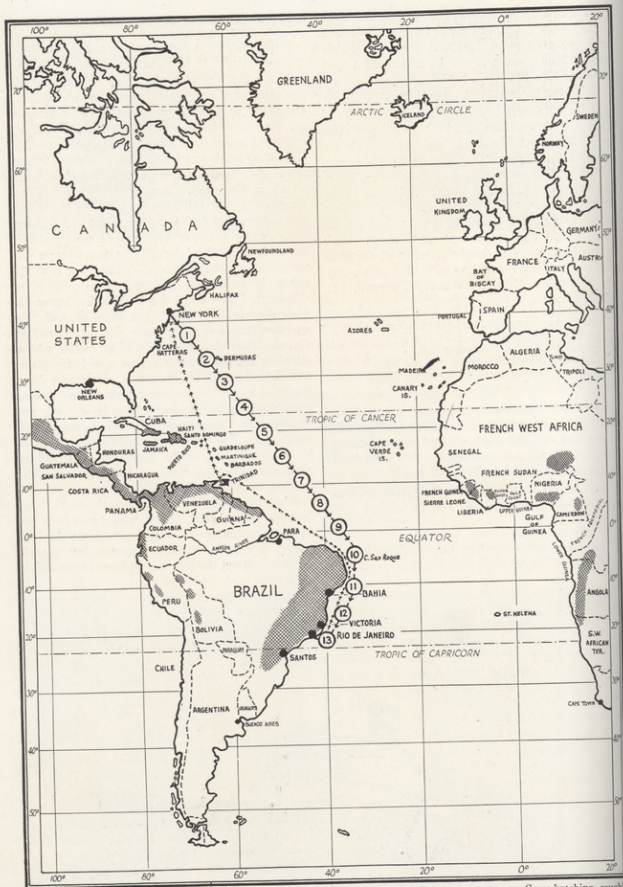 100° 80° 60° 40° 20° 0° 20°
GREENLAND
ARCTIC CIRCLE
ICELAND
SWEDEN
NORWAY
UNITED KINGDOM
CANADA
NEWFOUNDLAND
GERMANY
FRANCE
AUSTRI
ITALY
BAY OF BISCAY
HALIFAX
NEW YORK
PORTUGAL
SPAIN
UNITED STATES
CAPE HATTERAS
BERMUDAS
AZORES
ALGERIA
MADEIRA
MOROCCO
TRIPOLI
CANARY IS.
NEW ORLEANS
TROPIC OF CANCER
CUBA
HAITI
SANTO DOMINGO
JAMAICA
PUERTO RICO
GUADELOUPE
MARTINIQUE
BARBADOS
TRINIDAD
CAPE VERDE IS.
FRENCH WEST AFRICA
SENEGAL
FRENCH SUDAN
NIGERIA
FRENCH GUINEA
SIERRE LEONE
LIBERIA
UPPER GUINEA
GULF OF GUINEA
CAMEROON
LOWER GUINEA
HONDURAS
GUATEMALA
SAN SALVADOR
NICARAGUA
COSTA RICA
PANAMA
VENEZUELA
GUIANA
COLOMBIA
ECUADOR
PARA
AMAZON RIVER
EQUATOR
C. San Roque
BRAZIL
BAHIA
PERU
VICTORIA
RIO DE JANEIRO
BOLIVIA
ST. HELENA
ANGOLA
S.W. AFRICAN TER.
PARAGUAY
SANTOS
TROPIC OF CAPRICORN
CHILE
ARGENTINA
URUGUAY
BUENOS AIRES
CAPE TOWN
1
2
3
4
5
6
7
8
9
10
11
12
13
70°
60°
50°
40°
30°
20°
10°
0°
10°
20°
30°
40°
50°
100° 80° 60° 40° 20° 0° 20°